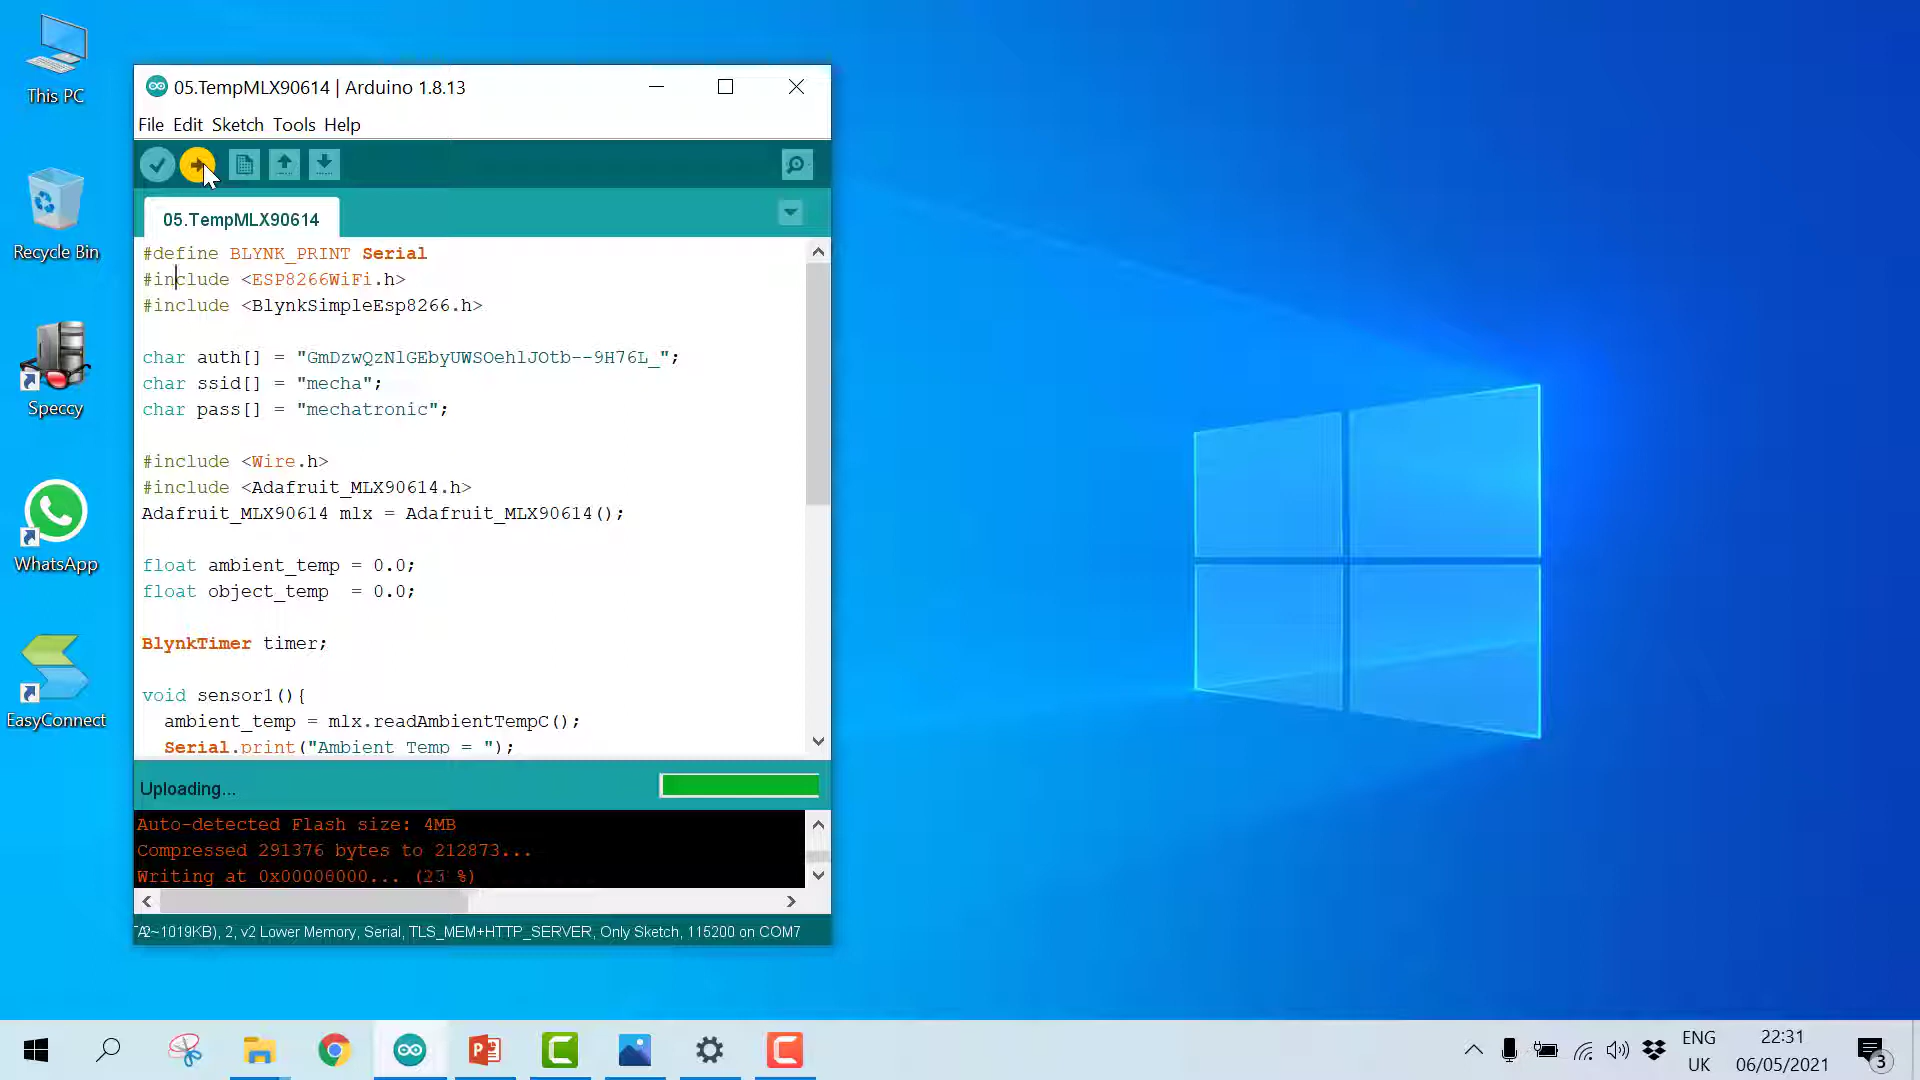 This PC
Recycle Bin
Speccy
WhatsApp
EasyConnect
05.TempMLX90614 | Arduino 1.8.13
File Edit Sketch Tools Help
05.TempMLX90614
#define BLYNK_PRINT Serial
#include <ESP8266WiFi.h>
#include <BlynkSimpleEsp8266.h>
char auth[] = "GmDzwQzNlGEbyUWSOehlJOtb--9H76L_";
char ssid[] = "mecha";
char pass[] = "mechatronic";
#include <Wire.h>
#include <Adafruit_MLX90614.h>
Adafruit_MLX90614 mlx = Adafruit_MLX90614();
float ambient_temp = 0.0;
float object_temp  = 0.0;
BlynkTimer timer;
void sensor1(){
ambient_temp = mlx.readAmbientTempC();
Serial.print("Ambient Temp = ");
Uploading...
Auto-detected Flash size: 4MB
Compressed 291376 bytes to 212873...
Writing at 0x00000000... (23 %)
2~1019KB), 2, v2 Lower Memory, Serial, TLS_MEM+HTTP_SERVER, Only Sketch, 115200 on COM7
ENG
UK
22:31
06/05/2021
3